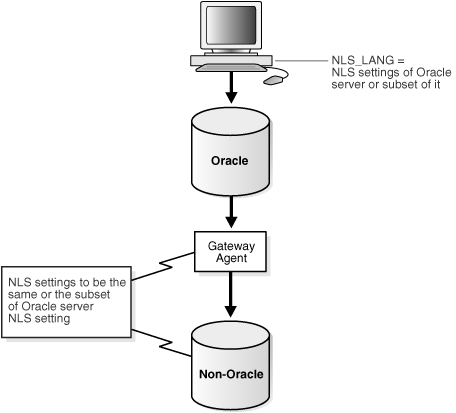 NLS_LANG =
NLS settings of Oracle
server or subset of it
Oracle
Gateway
Agent
NLS settings to be the
same or the subset
of Oracle server
NLS setting
Non-Oracle